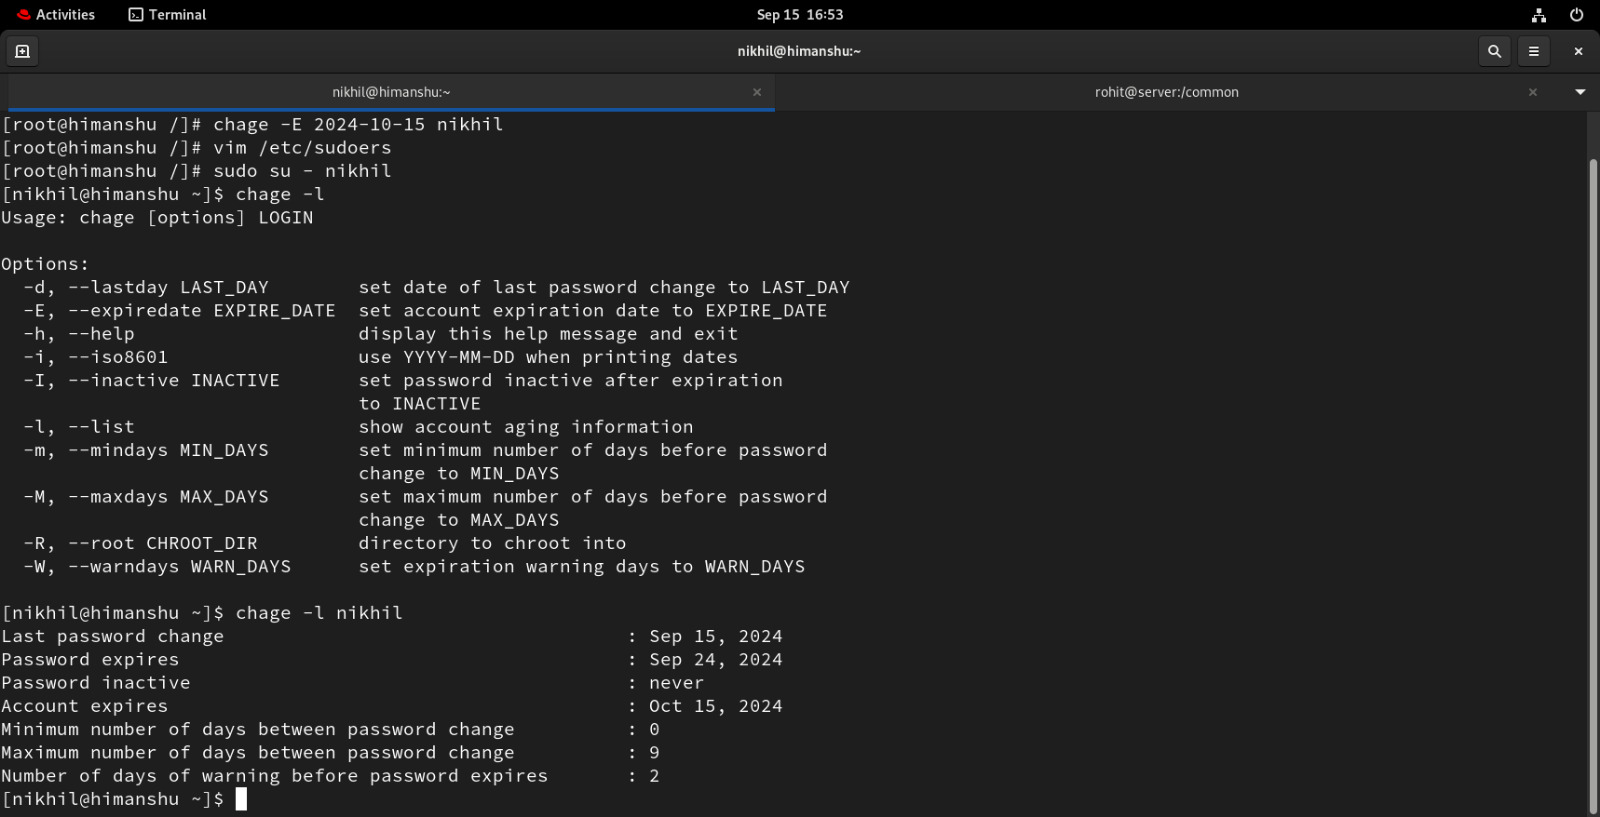 Activities Terminal Sep 15 16:53
nikhil@himanshu:~
nikhil@himanshu:~ rohit@server:/common
[root@himanshu /]# chage -E 2024-10-15 nikhil
[root@himanshu /]# vim /etc/sudoers
[root@himanshu /]# sudo su - nikhil
[nikhil@himanshu ~]$ chage -l
Usage: chage [options] LOGIN

Options:
  -d, --lastday LAST_DAY        set date of last password change to LAST_DAY
  -E, --expiredate EXPIRE_DATE  set account expiration date to EXPIRE_DATE
  -h, --help                    display this help message and exit
  -i, --iso8601                 use YYYY-MM-DD when printing dates
  -I, --inactive INACTIVE       set password inactive after expiration
                                to INACTIVE
  -l, --list                    show account aging information
  -m, --mindays MIN_DAYS        set minimum number of days before password
                                change to MIN_DAYS
  -M, --maxdays MAX_DAYS        set maximum number of days before password
                                change to MAX_DAYS
  -R, --root CHROOT_DIR         directory to chroot into
  -W, --warndays WARN_DAYS      set expiration warning days to WARN_DAYS

[nikhil@himanshu ~]$ chage -l nikhil
Last password change                                    : Sep 15, 2024
Password expires                                        : Sep 24, 2024
Password inactive                                       : never
Account expires                                         : Oct 15, 2024
Minimum number of days between password change          : 0
Maximum number of days between password change          : 9
Number of days of warning before password expires       : 2
[nikhil@himanshu ~]$